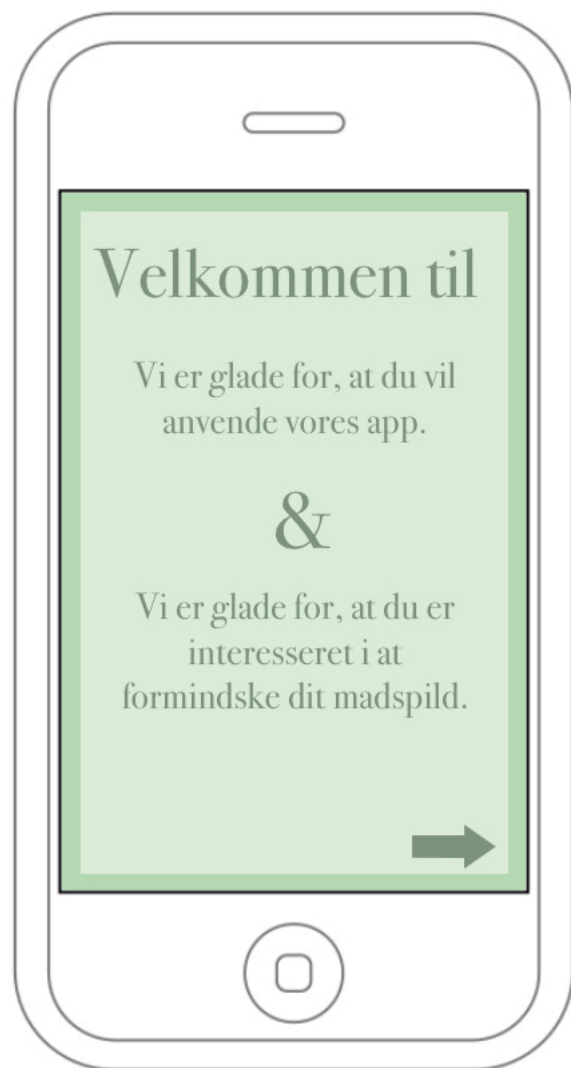 Velkommen til
Vi er glade for, at du vil
anvende vores app.
&
Vi er glade for, at du er
interesseret i at
formindske dit madspild.